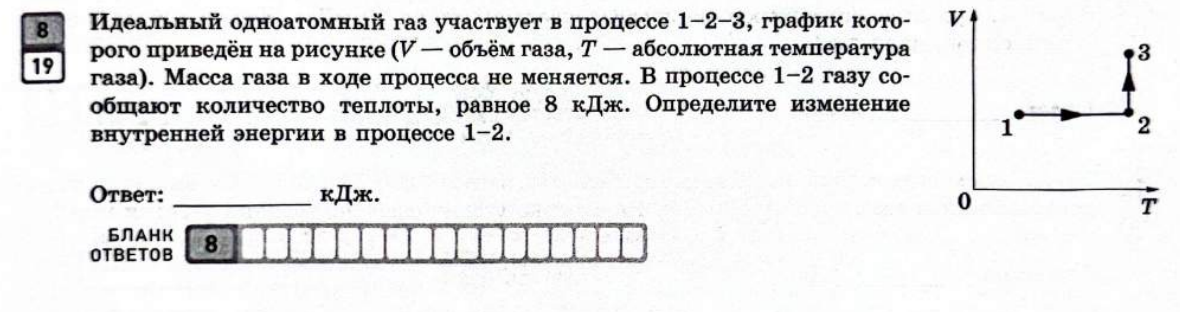 8
19
Идеальный одноатомный газ участвует в процессе 1–2–3, график кото-
рого приведён на рисунке (V — объём газа, T — абсолютная температура
газа). Масса газа в ходе процесса не меняется. В процессе 1–2 газу со-
общают количество теплоты, равное 8 кДж. Определите изменение
внутренней энергии в процессе 1–2.
Ответ: ____________ кДж.
БЛАНК
ОТВЕТОВ
8
V
3
1
2
0
T